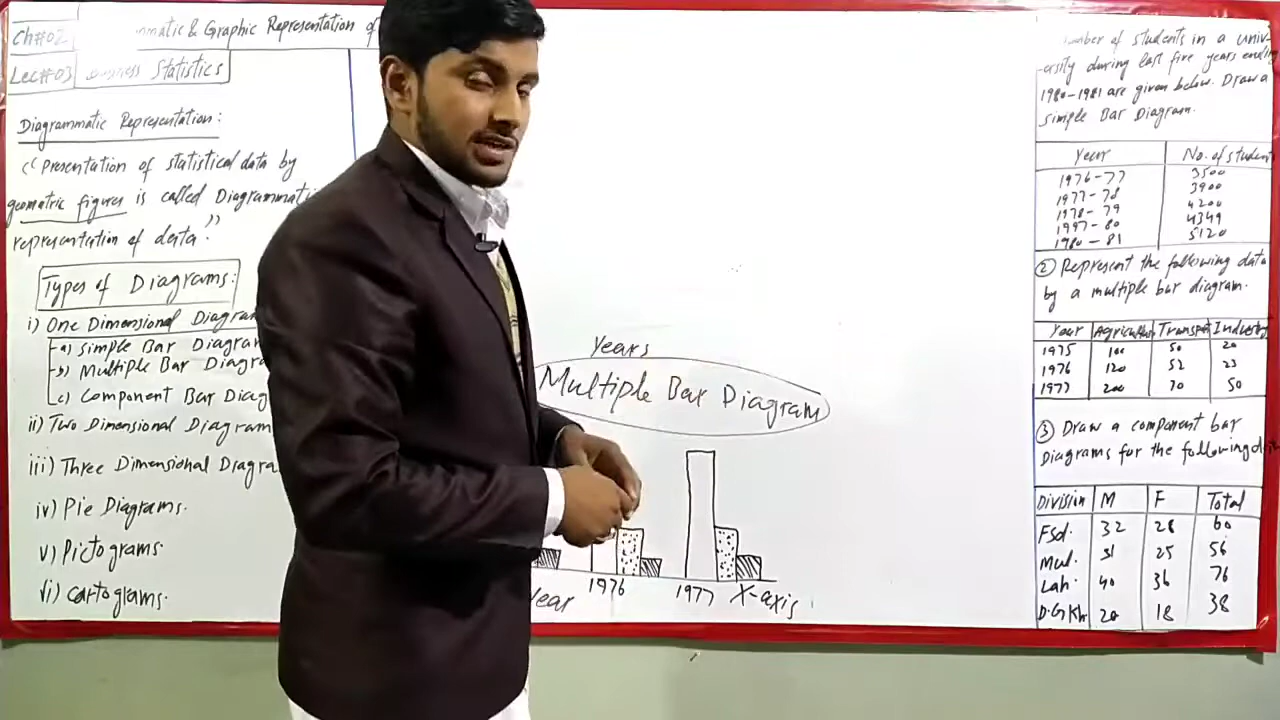 Ch#02 matic & Graphic Representation of
Lec#03 Business Statistics
Diagrammatic Representation:
"Presentation of statistical data by
geomatric figures is called Diagrammati
representation of data."
Types of Diagrams:
i) One Dimensional Diagra
a) Simple Bar Diagra
b) Multiple Bar Diagra
c) Component Bar Diag
ii) Two Dimensional Diagram
iii) Three Dimensional Diagra
iv) Pie Diagrams.
v) Pictograms.
vi) cartograms.
Years
Multiple Bar Diagram
year 1976 1977 X-axis
umber of students in a univ-
ersity during last five years ending
1980-1981 are given below. Draw a
simple Bar Diagram.
Year No. of student
1976-77 3500
1977-78 3900
1978-79 4200
1997-80 4349
1980-81 5120
② Represent the following data
by a multiple bar diagram.
Year Agriculture Transport Industry
1975 100 50 20
1976 120 52 23
1977 200 70 50
③ Draw a component bar
diagrams for the following
Division M F Total
Fsd. 32 28 60
Mul. 31 25 56
Lah. 40 36 76
D.G Kh 20 18 38